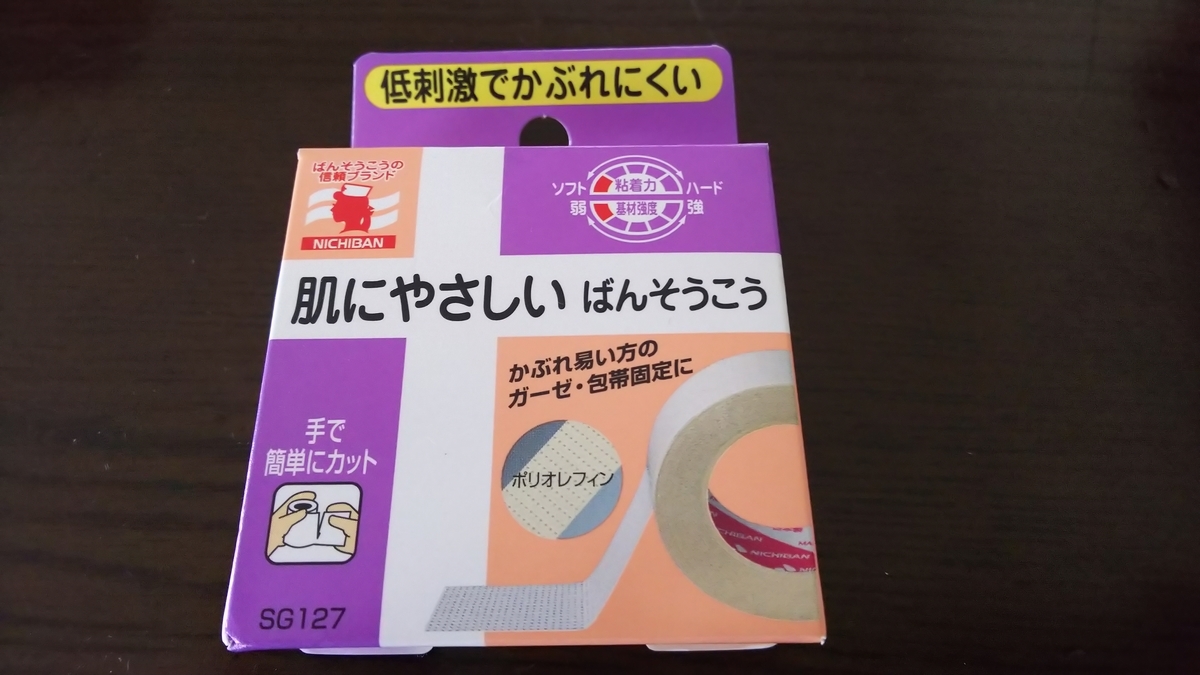 低刺激でかぶれにくい
ばんそうこうの
信頼ブランド
NICHIBAN
ソフト 粘着力 ハード
弱 基材強度 強
肌にやさしい ばんそうこう
かぶれ易い方の
ガーゼ・包帯固定に
ポリオレフィン
手で
簡単にカット
NICHIBAN
SG127